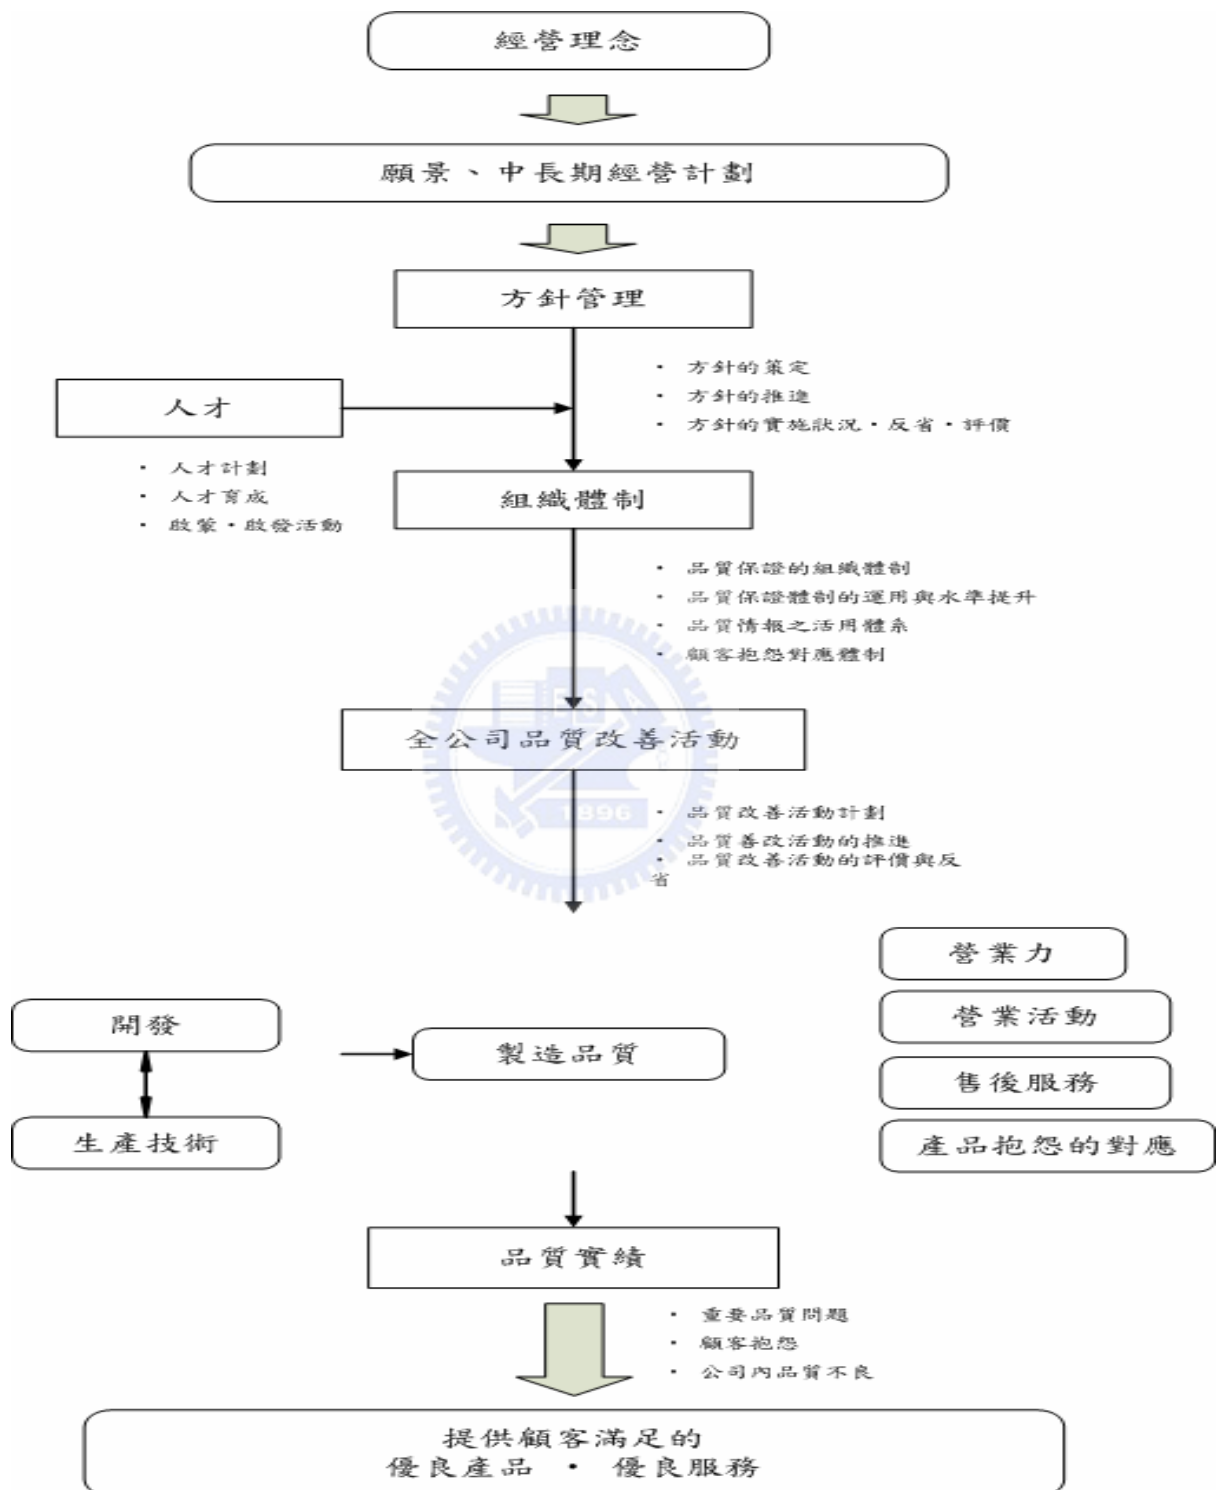 經營理念
願景、中長期經營計劃
方針管理
・ 方針的策定
・ 方針的推進
・ 方針的實施狀況・反省・評價
人才
・ 人才計劃
・ 人才育成
・ 啟蒙・啟發活動
組織體制
・ 品質保證的組織體制
・ 品質保證體制的運用與水準提升
・ 品質情報之活用體系
・ 顧客抱怨對應體制
ESA
全公司品質改善活動
1896
・ 品質改善活動計劃
・ 品質善改活動的推進
・ 品質改善活動的評價與反
省
營業力
開發
營業活動
製造品質
售後服務
生產技術
產品抱怨的對應
品質實績
・ 重要品質問題
・ 顧客抱怨
・ 公司內品質不良
提供顧客滿足的
優良產品 ・ 優良服務